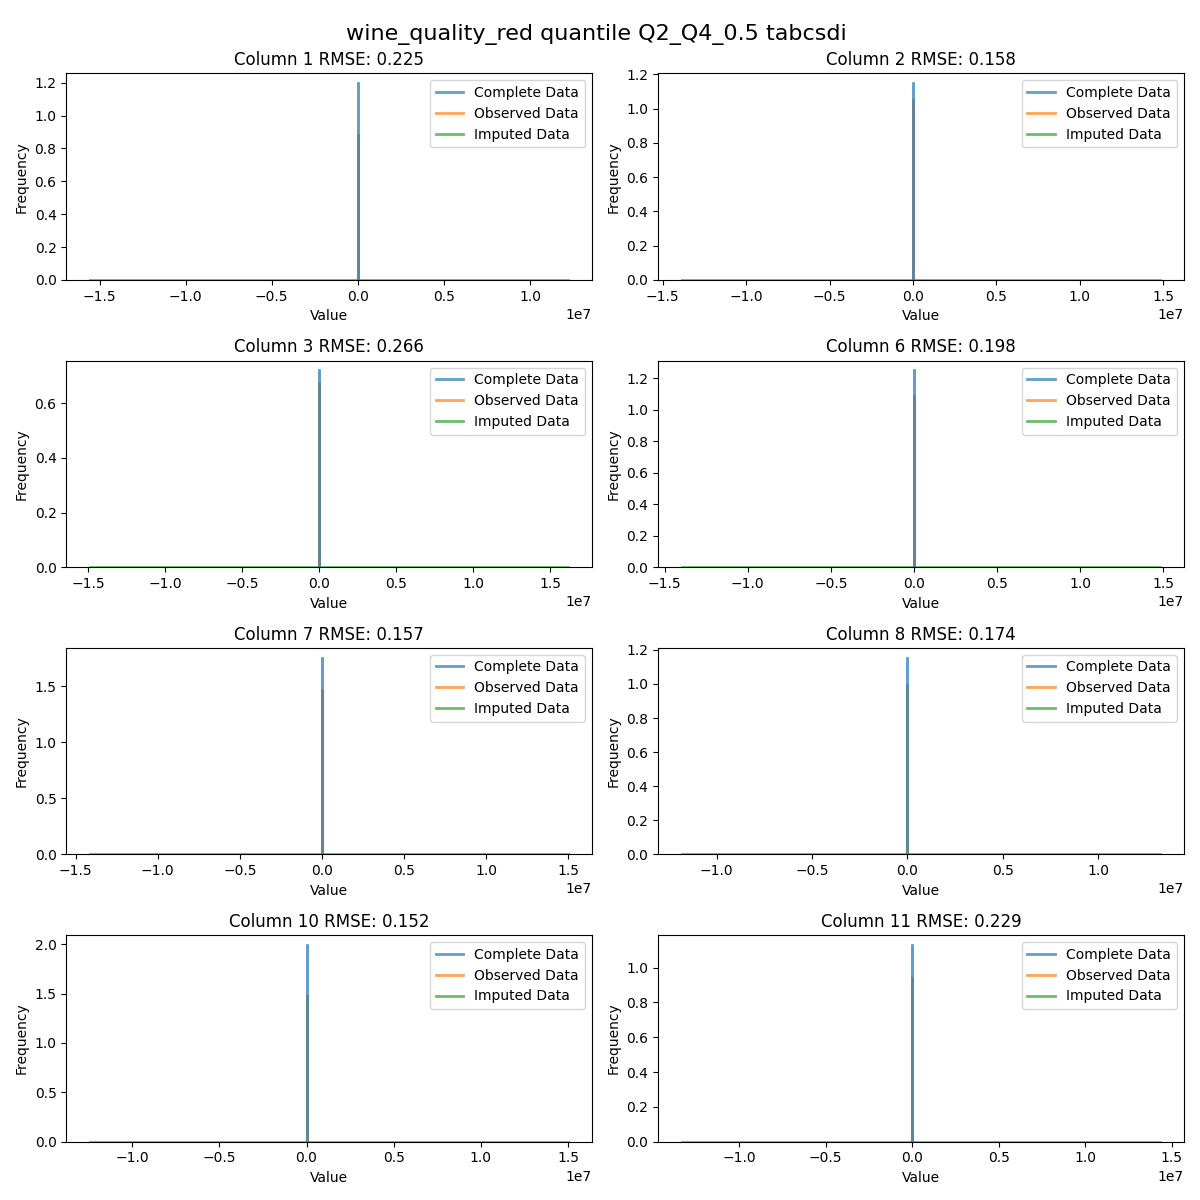 wine_quality_red quantile Q2_Q4_0.5 tabcsdi
Column 1 RMSE: 0.225
Complete Data
Observed Data
Imputed Data
Frequency
1.2
1.0
0.8
0.6
0.4
0.2
0.0
−1.5 −1.0 −0.5 0.0 0.5 1.0
Value
1e7
Column 2 RMSE: 0.158
Complete Data
Observed Data
Imputed Data
Frequency
1.2
1.0
0.8
0.6
0.4
0.2
0.0
−1.5 −1.0 −0.5 0.0 0.5 1.0 1.5
Value
1e7
Column 3 RMSE: 0.266
Complete Data
Observed Data
Imputed Data
Frequency
0.6
0.4
0.2
0.0
−1.5 −1.0 −0.5 0.0 0.5 1.0 1.5
Value
1e7
Column 6 RMSE: 0.198
Complete Data
Observed Data
Imputed Data
Frequency
1.2
1.0
0.8
0.6
0.4
0.2
0.0
−1.5 −1.0 −0.5 0.0 0.5 1.0 1.5
Value
1e7
Column 7 RMSE: 0.157
Complete Data
Observed Data
Imputed Data
Frequency
1.5
1.0
0.5
0.0
−1.5 −1.0 −0.5 0.0 0.5 1.0 1.5
Value
1e7
Column 8 RMSE: 0.174
Complete Data
Observed Data
Imputed Data
Frequency
1.2
1.0
0.8
0.6
0.4
0.2
0.0
−1.0 −0.5 0.0 0.5 1.0
Value
1e7
Column 10 RMSE: 0.152
Complete Data
Observed Data
Imputed Data
Frequency
2.0
1.5
1.0
0.5
0.0
−1.0 −0.5 0.0 0.5 1.0 1.5
Value
1e7
Column 11 RMSE: 0.229
Complete Data
Observed Data
Imputed Data
Frequency
1.0
0.8
0.6
0.4
0.2
0.0
−1.0 −0.5 0.0 0.5 1.0 1.5
Value
1e7